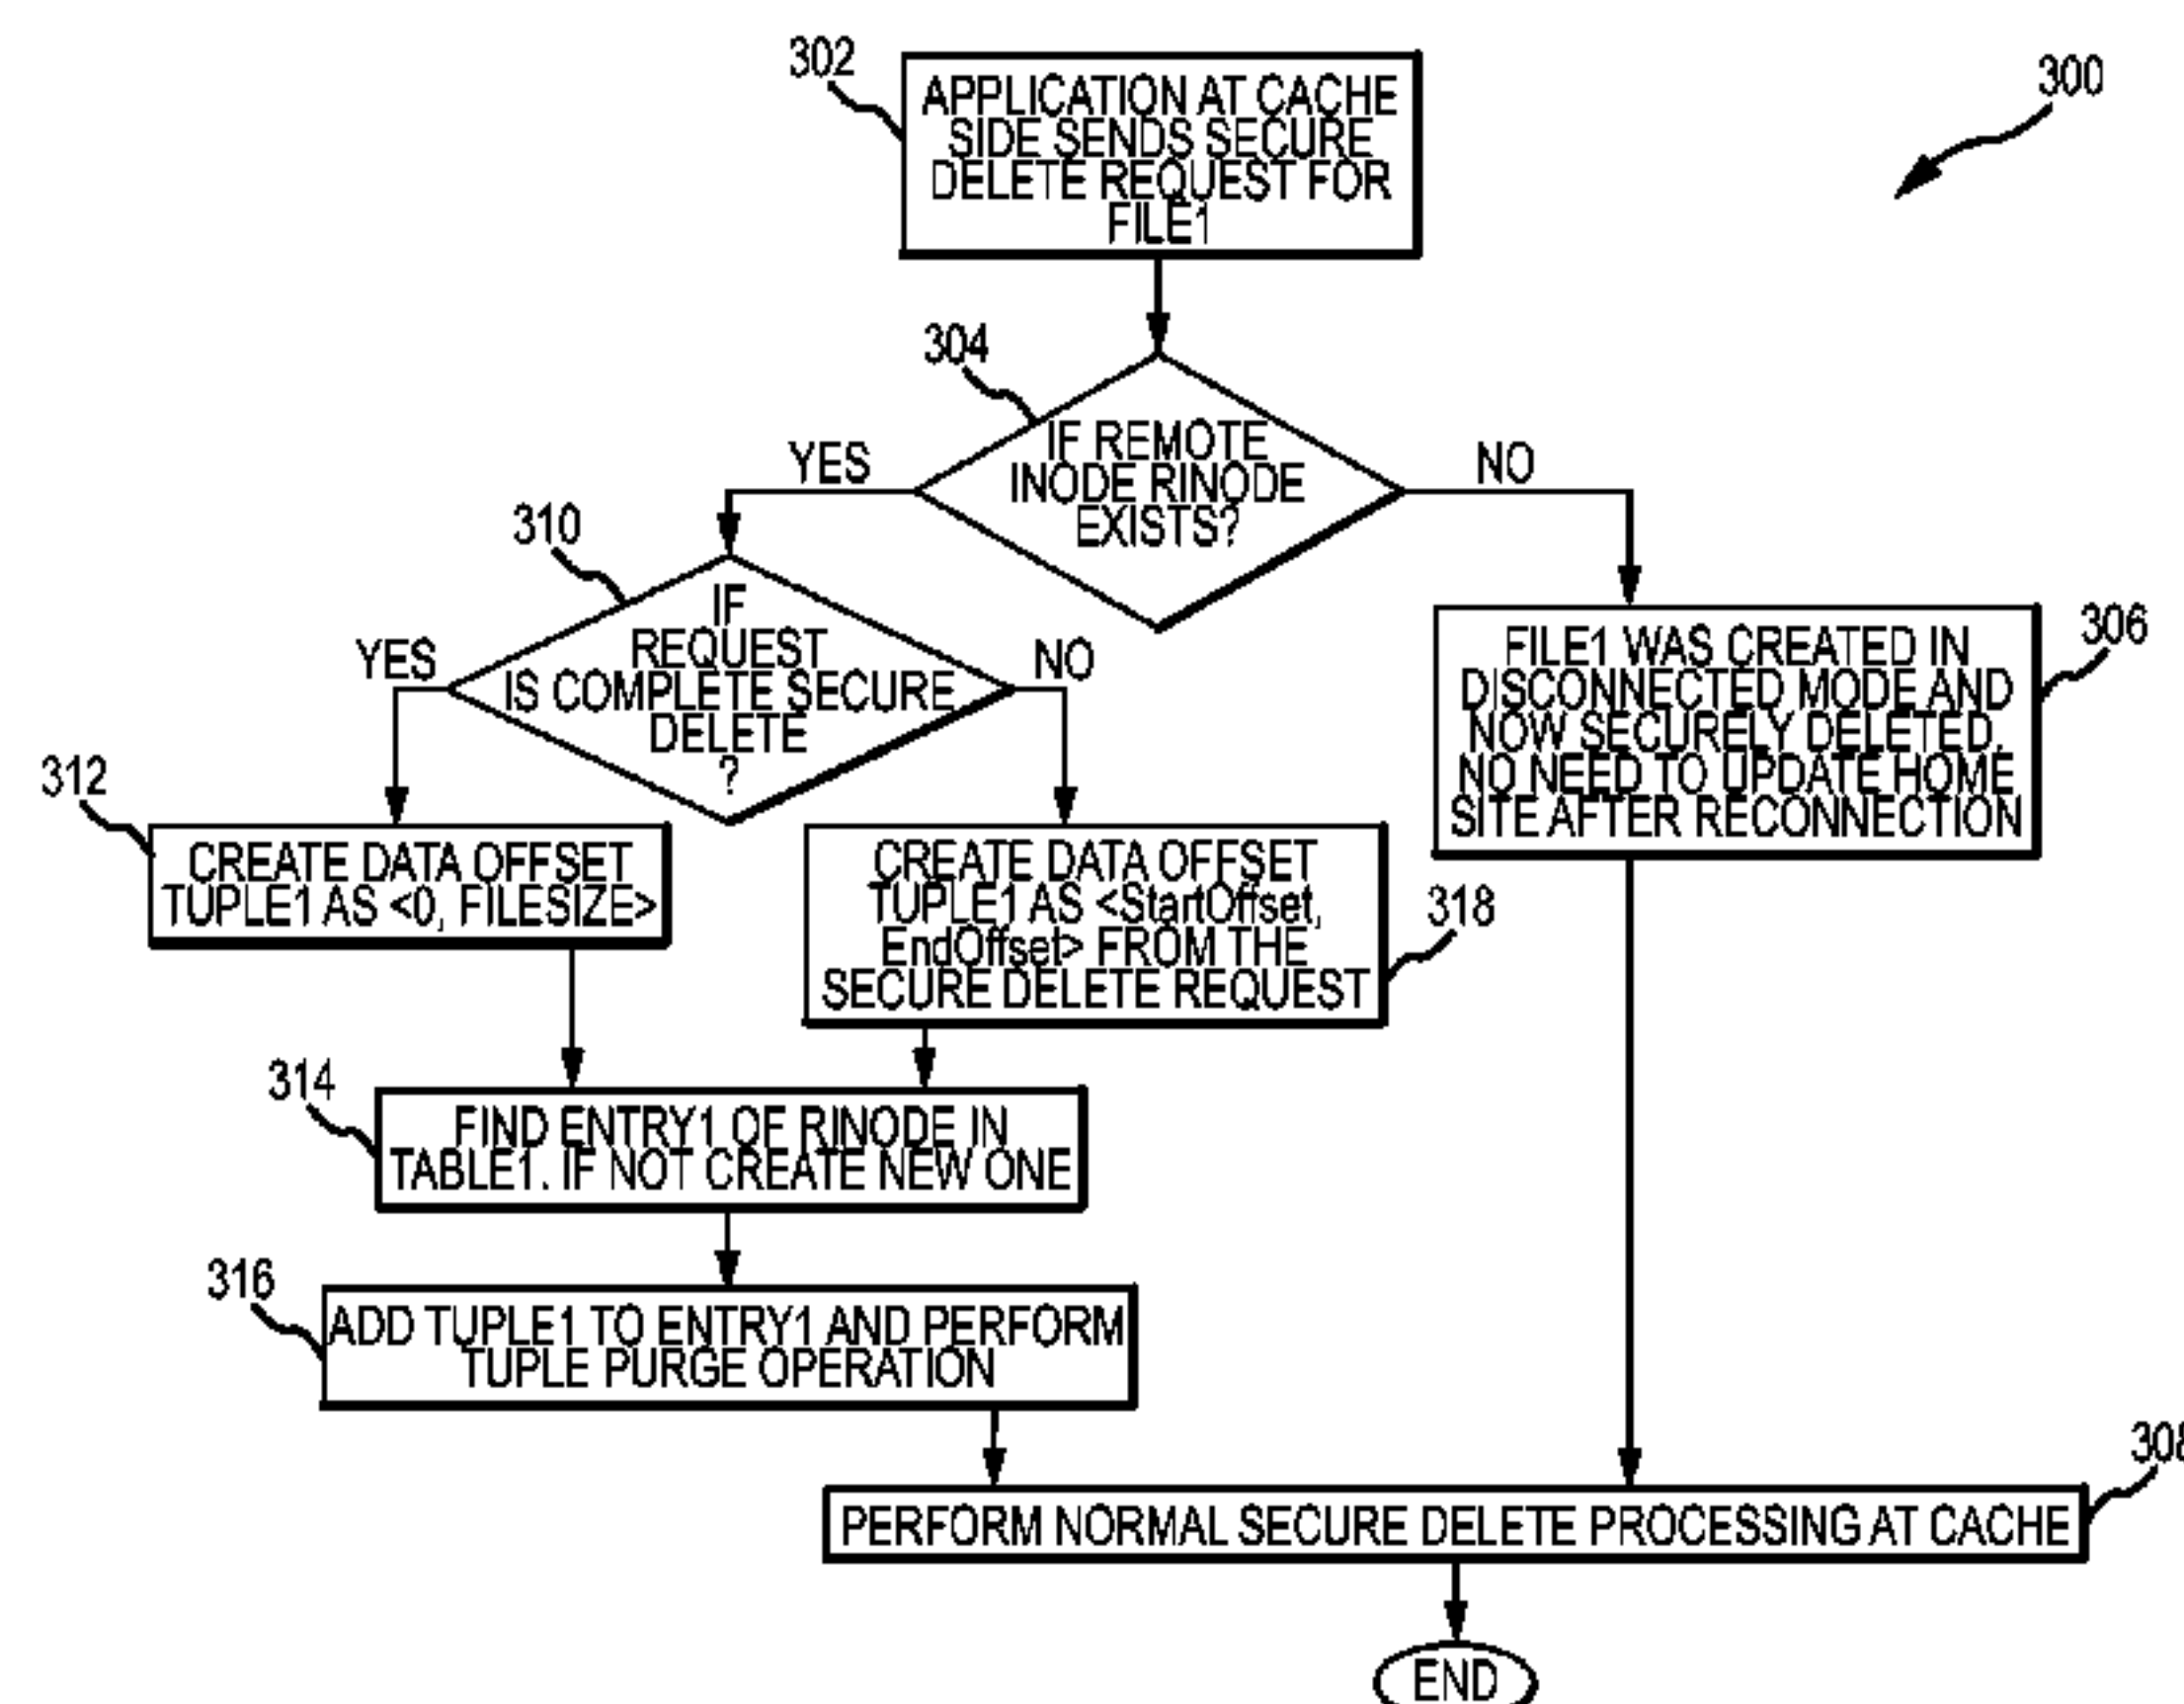 302
APPLICATION AT CACHE
SIDE SENDS SECURE
DELETE REQUEST FOR
FILE1
300
304
IF REMOTE
INODE RINODE
EXISTS?
YES
NO
310
IF
REQUEST
IS COMPLETE SECURE
DELETE
?
YES
NO
306
FILE1 WAS CREATED IN
DISCONNECTED MODE AND
NOW SECURELY DELETED.
NO NEED TO UPDATE HOME
SITE AFTER RECONNECTION
312
CREATE DATA OFFSET
TUPLE1 AS <0, FILESIZE>
CREATE DATA OFFSET
TUPLE1 AS <StartOffset,
EndOffset> FROM THE
SECURE DELETE REQUEST
318
314
FIND ENTRY1 OF RINODE IN
TABLE1. IF NOT CREATE NEW ONE
316
ADD TUPLE1 TO ENTRY1 AND PERFORM
TUPLE PURGE OPERATION
308
PERFORM NORMAL SECURE DELETE PROCESSING AT CACHE
END